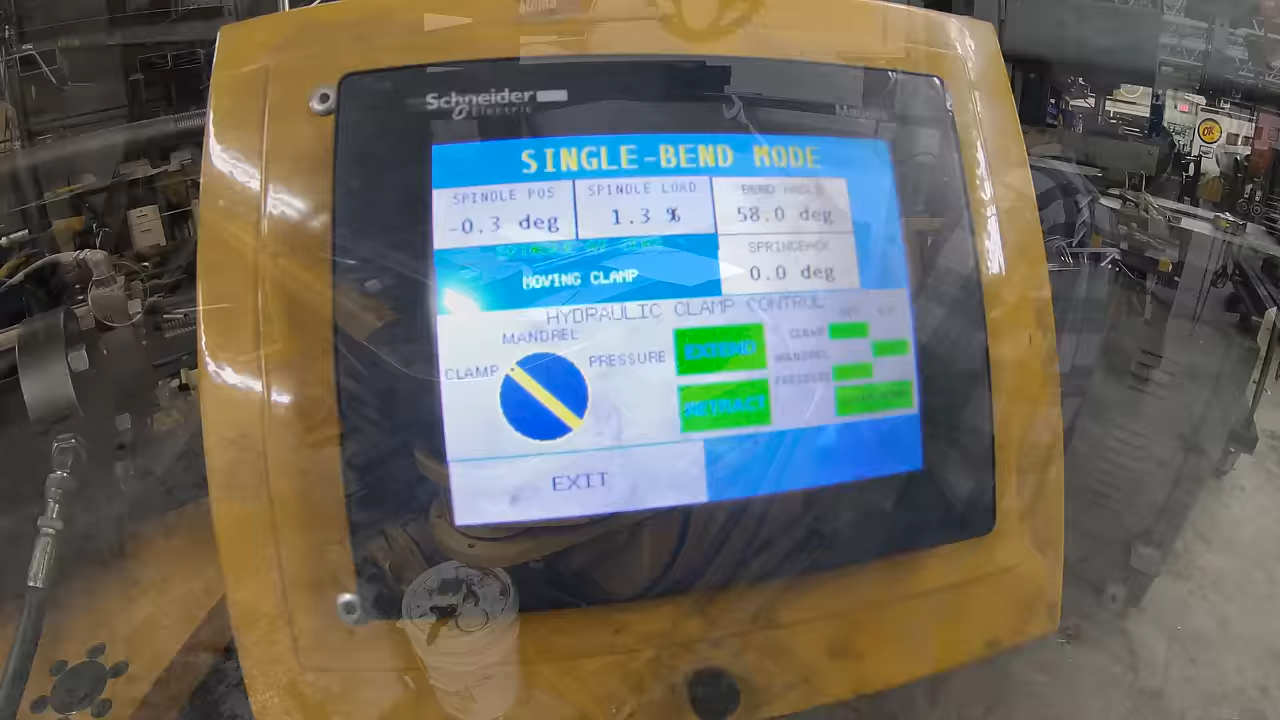 Schneider
Electric
SINGLE-BEND MODE
SPINDLE POS
SPINDLE LOAD
BEND ANGLE
-0.3 deg
1.3 %
58.0 deg
SPRINGBACK
0.0 deg
MOVING CLAMP
HYDRAULIC CLAMP CONTROL
MANDREL
CLAMP
PRESSURE
EXTEND
RETRACT
CLAMP
MANDREL
PRESSURE
EXIT
OK